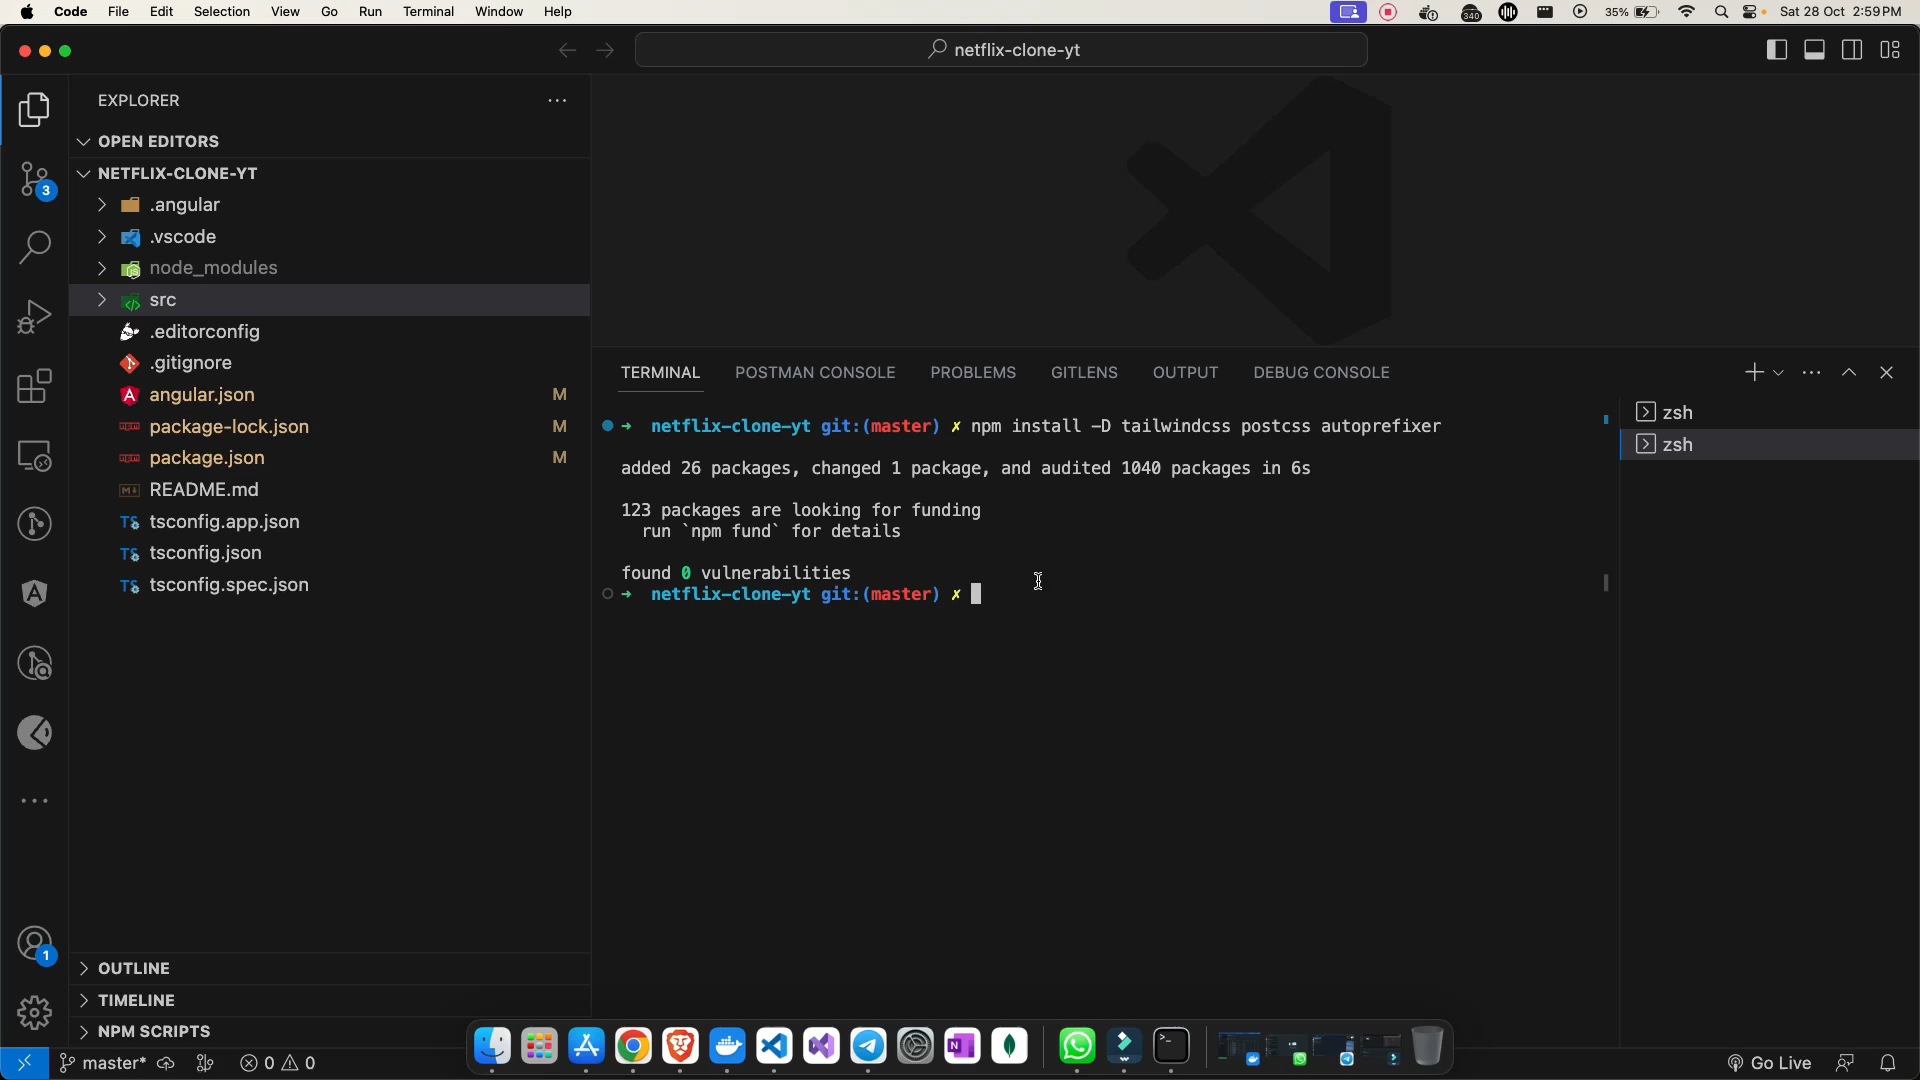 Code File Edit Selection View Go Run Terminal Window Help
340 35% Sat 28 Oct 2:59 PM
netflix-clone-yt
EXPLORER
OPEN EDITORS
NETFLIX-CLONE-YT
.angular
.vscode
node_modules
src
.editorconfig
.gitignore
angular.json M
package-lock.json M
package.json M
README.md
tsconfig.app.json
tsconfig.json
tsconfig.spec.json
OUTLINE
TIMELINE
NPM SCRIPTS
3
1
TERMINAL POSTMAN CONSOLE PROBLEMS GITLENS OUTPUT DEBUG CONSOLE
➜ netflix-clone-yt git:(master) ✗ npm install -D tailwindcss postcss autoprefixer
added 26 packages, changed 1 package, and audited 1040 packages in 6s
123 packages are looking for funding
run `npm fund` for details
found 0 vulnerabilities
➜ netflix-clone-yt git:(master) ✗
zsh
zsh
master* 0 0 Go Live